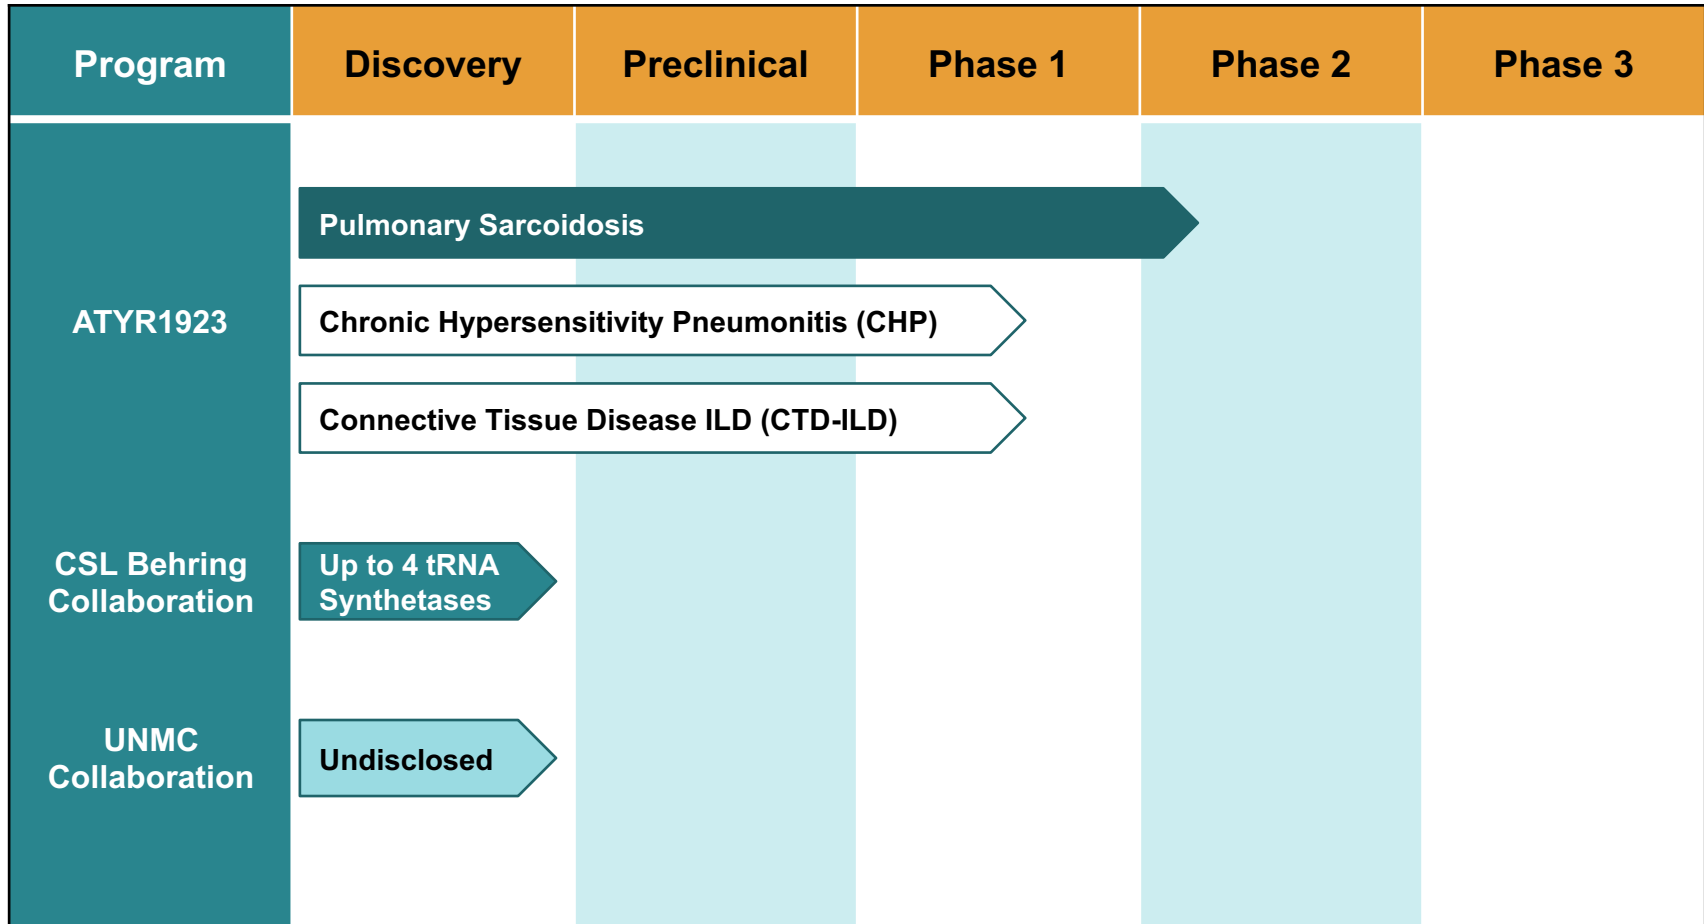 Program
Discovery
Preclinical
Phase 1
Phase 2
Phase 3
ATYR1923
Pulmonary Sarcoidosis
Chronic Hypersensitivity Pneumonitis (CHP)
Connective Tissue Disease ILD (CTD-ILD)
CSL Behring
Collaboration
Up to 4 tRNA
Synthetases
UNMC
Collaboration
Undisclosed